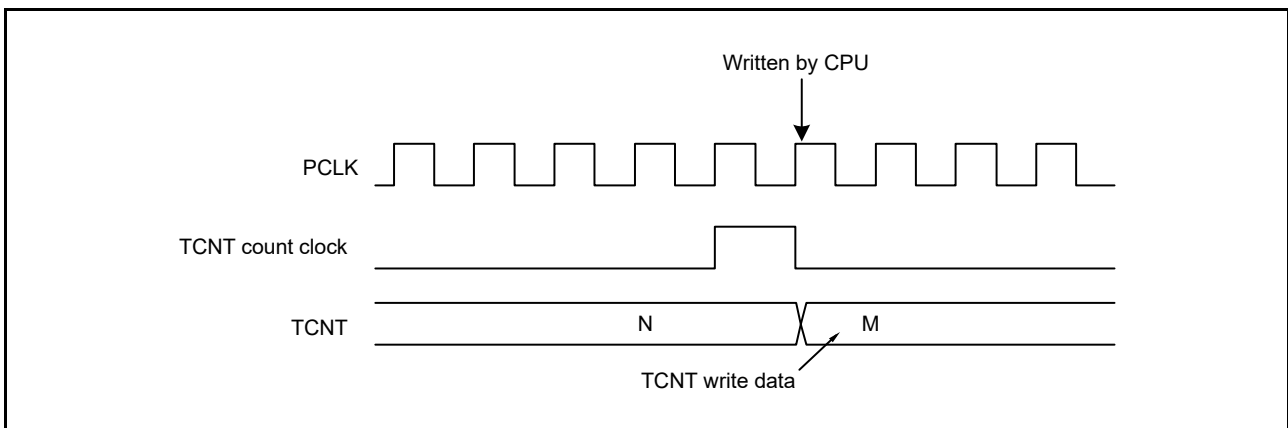 Written by CPU
PCLK
TCNT count clock
TCNT
N
M
TCNT write data